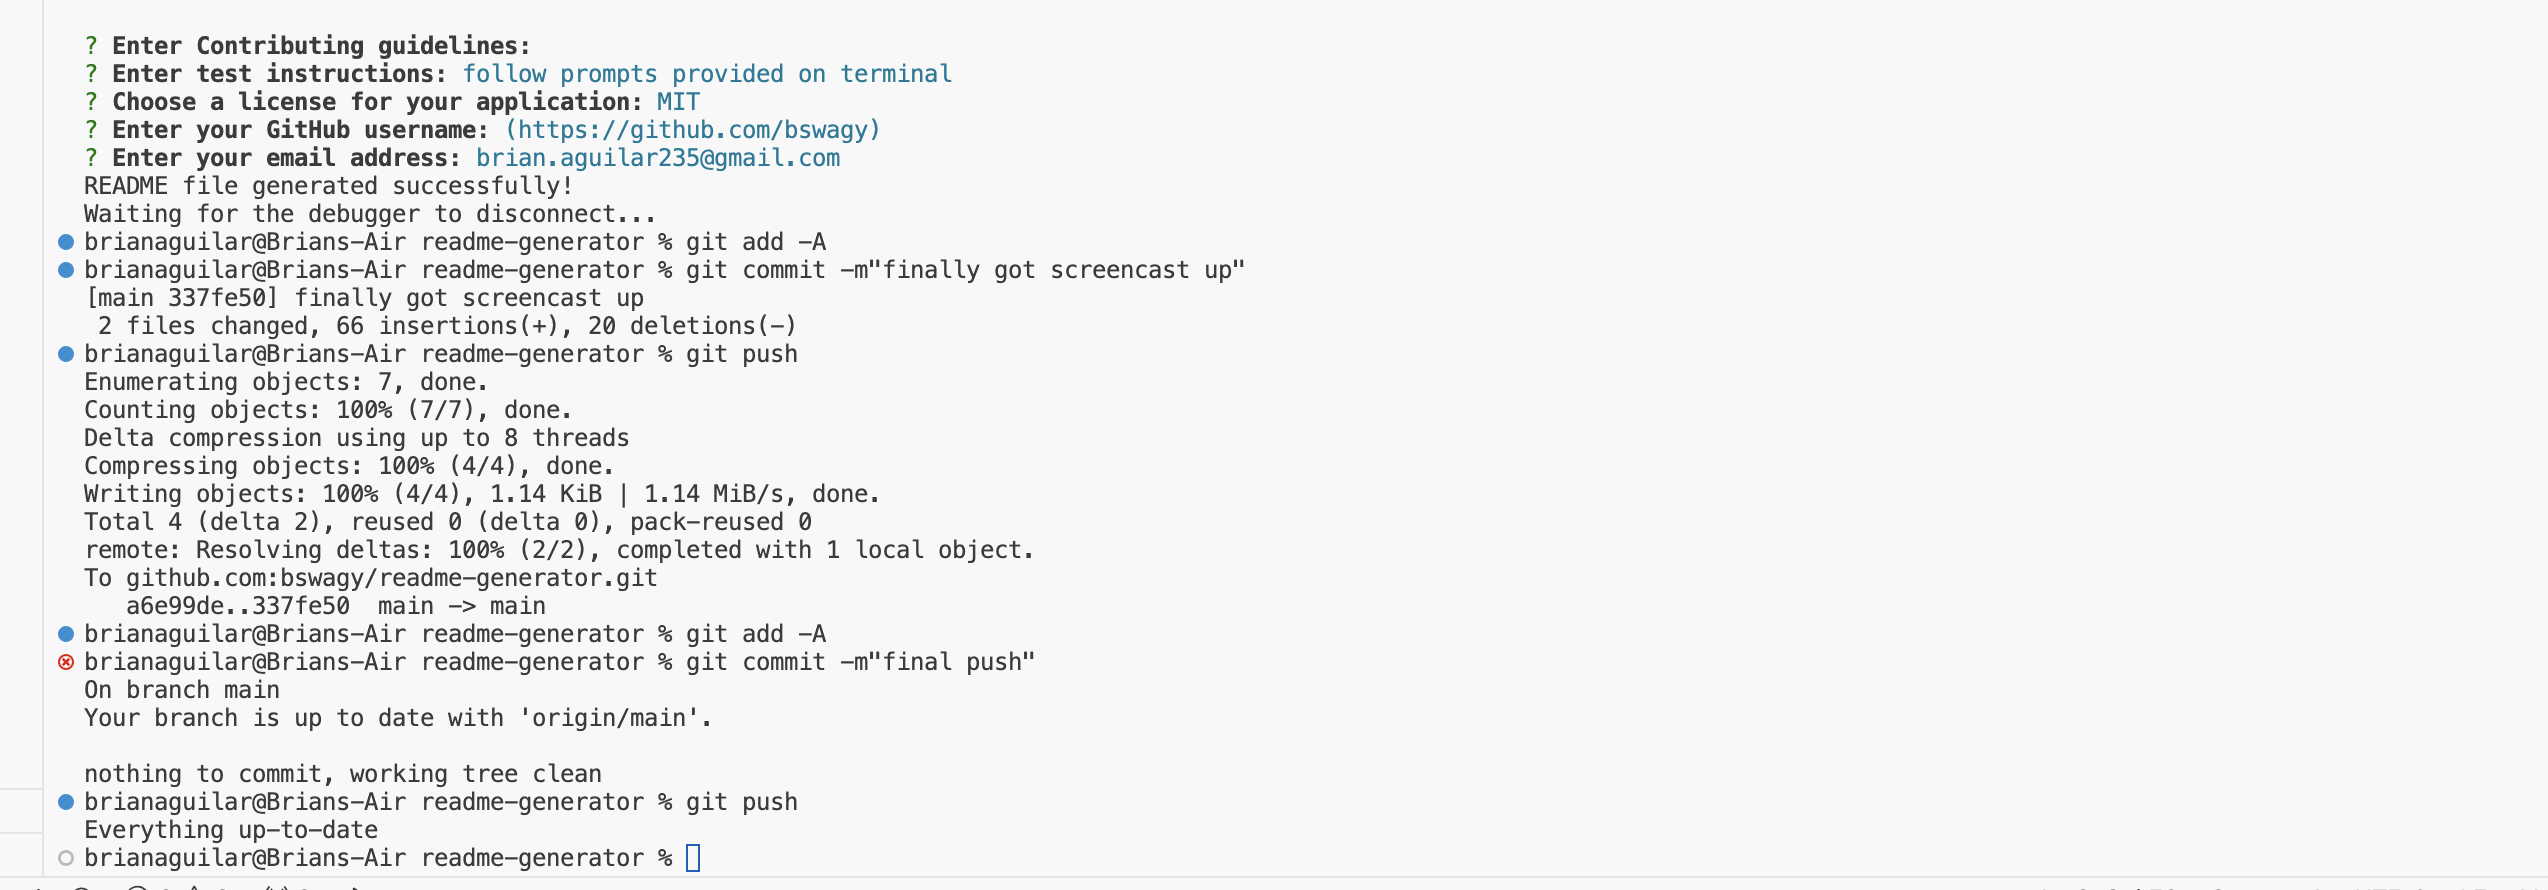 ? Enter Contributing guidelines:
? Enter test instructions: follow prompts provided on terminal
? Choose a license for your application: MIT
? Enter your GitHub username: (https://github.com/bswagy)
? Enter your email address: brian.aguilar235@gmail.com
README file generated successfully!
Waiting for the debugger to disconnect...
brianaguilar@Brians-Air readme-generator % git add -A
brianaguilar@Brians-Air readme-generator % git commit -m"finally got screencast up"
[main 337fe50] finally got screencast up
 2 files changed, 66 insertions(+), 20 deletions(-)
brianaguilar@Brians-Air readme-generator % git push
Enumerating objects: 7, done.
Counting objects: 100% (7/7), done.
Delta compression using up to 8 threads
Compressing objects: 100% (4/4), done.
Writing objects: 100% (4/4), 1.14 KiB | 1.14 MiB/s, done.
Total 4 (delta 2), reused 0 (delta 0), pack-reused 0
remote: Resolving deltas: 100% (2/2), completed with 1 local object.
To github.com:bswagy/readme-generator.git
   a6e99de..337fe50  main -> main
brianaguilar@Brians-Air readme-generator % git add -A
brianaguilar@Brians-Air readme-generator % git commit -m"final push"
On branch main
Your branch is up to date with 'origin/main'.

nothing to commit, working tree clean
brianaguilar@Brians-Air readme-generator % git push
Everything up-to-date
brianaguilar@Brians-Air readme-generator %